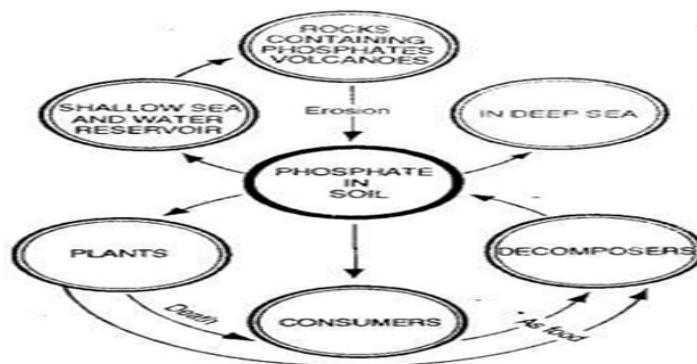 ROCKS
CONTAINING
PHOSPHATES
VOLCANOES
SHALLOW SEA
AND WATER
RESERVOIR
Erosion
IN DEEP SEA
PHOSPHATE
IN
SOIL
PLANTS
DECOMPOSERS
Death
CONSUMERS
As food